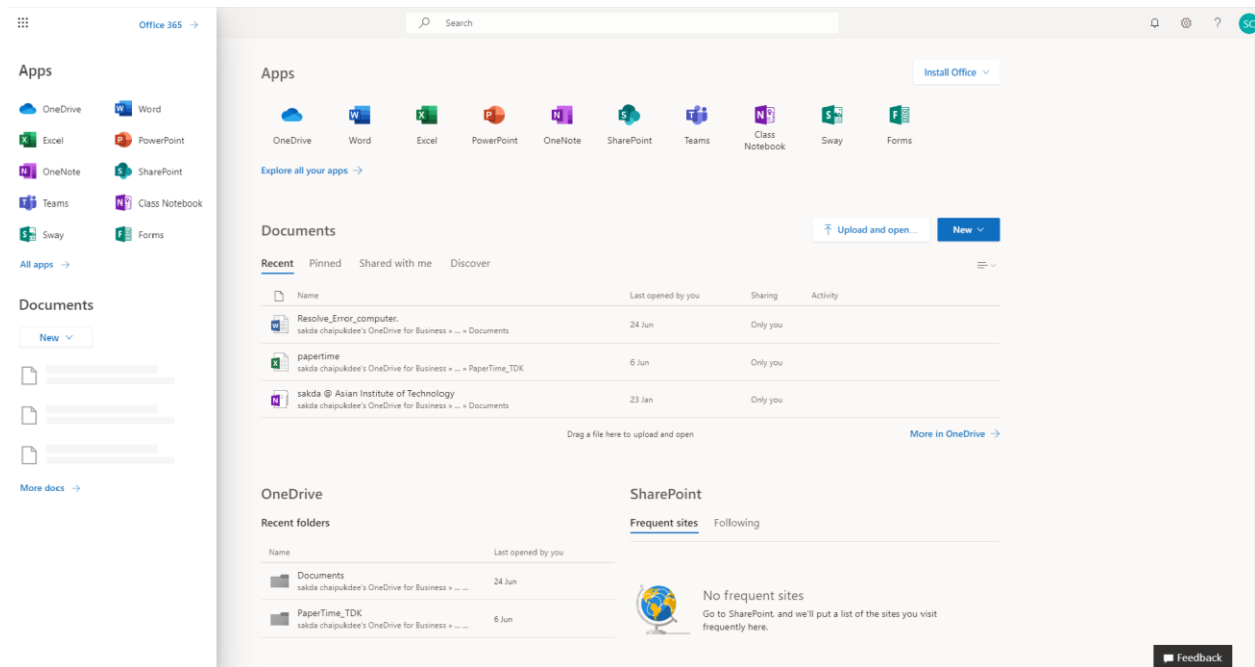 Office 365 →
Search
?
SC
Apps
OneDrive
Word
Excel
PowerPoint
OneNote
SharePoint
Teams
Class Notebook
Sway
Forms
All apps →
Documents
New
More docs →
Apps
Install Office
OneDrive
Word
Excel
PowerPoint
OneNote
SharePoint
Teams
Class
Notebook
Sway
Forms
Explore all your apps →
Documents
Upload and open...
New
Recent Pinned Shared with me Discover
Name Last opened by you Sharing Activity
Resolve_Error_computer.
sakda chaipukdee's OneDrive for Business » ... » Documents
24 Jun Only you
papertime
sakda chaipukdee's OneDrive for Business » ... » PaperTime_TDK
6 Jun Only you
sakda @ Asian Institute of Technology
sakda chaipukdee's OneDrive for Business » ... » Documents
23 Jan Only you
Drag a file here to upload and open
More in OneDrive →
OneDrive
Recent folders
Name Last opened by you
Documents
sakda chaipukdee's OneDrive for Business » ... ...
24 Jun
PaperTime_TDK
sakda chaipukdee's OneDrive for Business » ... ...
6 Jun
SharePoint
Frequent sites Following
No frequent sites
Go to SharePoint, and we'll put a list of the sites you visit
frequently here.
Feedback